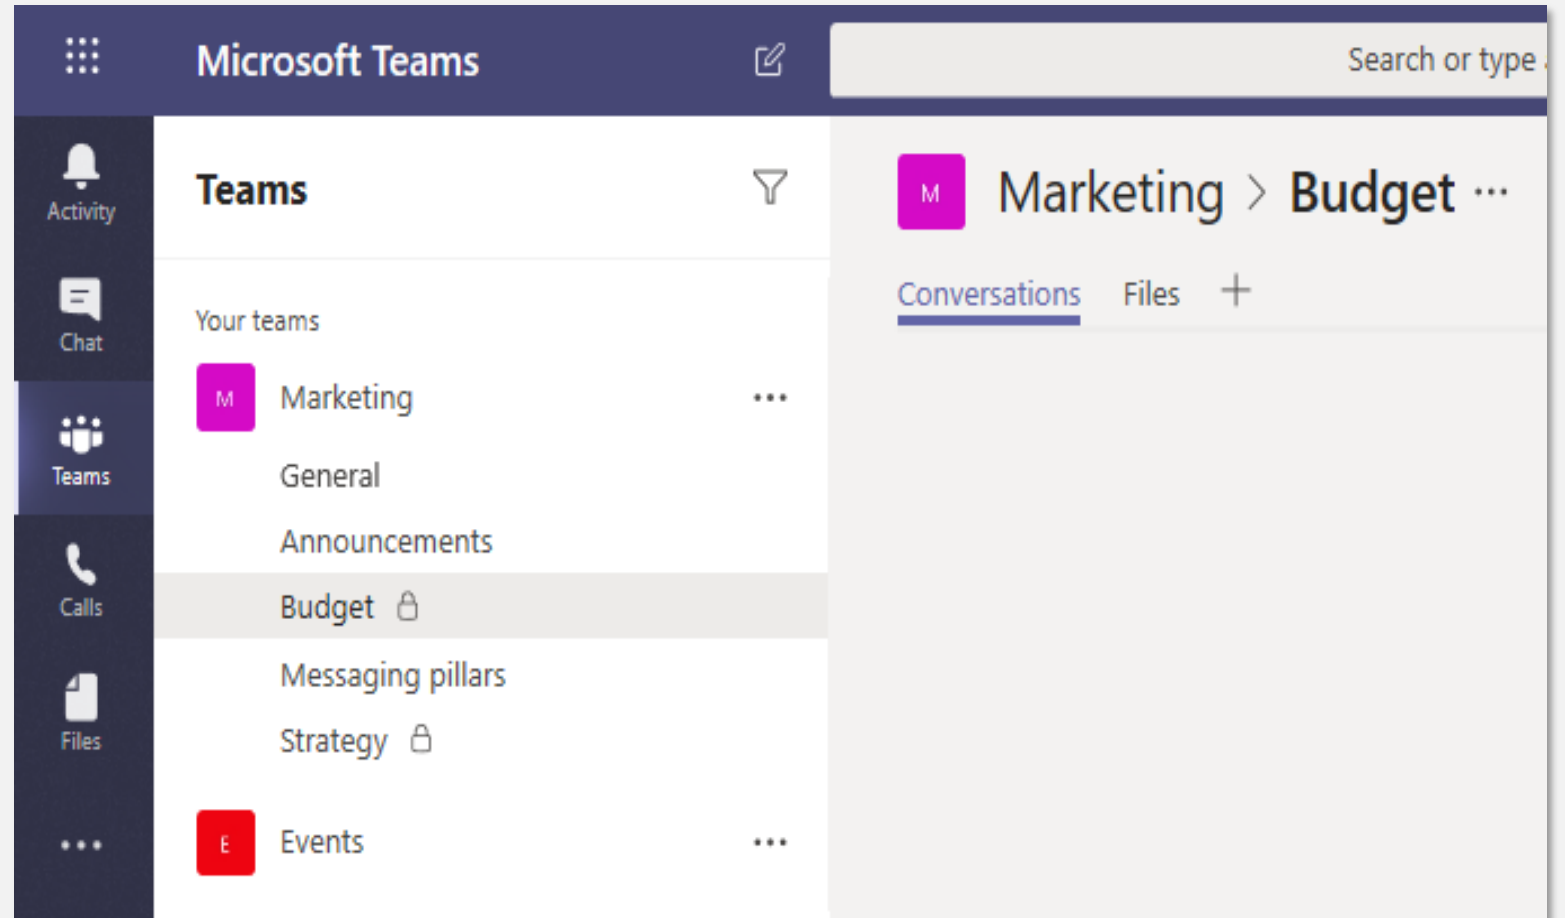 Microsoft Teams
Search or type
Activity
Chat
Teams
Calls
Files
Teams
Your teams
M Marketing
General
Announcements
Budget
Messaging pillars
Strategy
E Events
M Marketing > Budget
Conversations Files